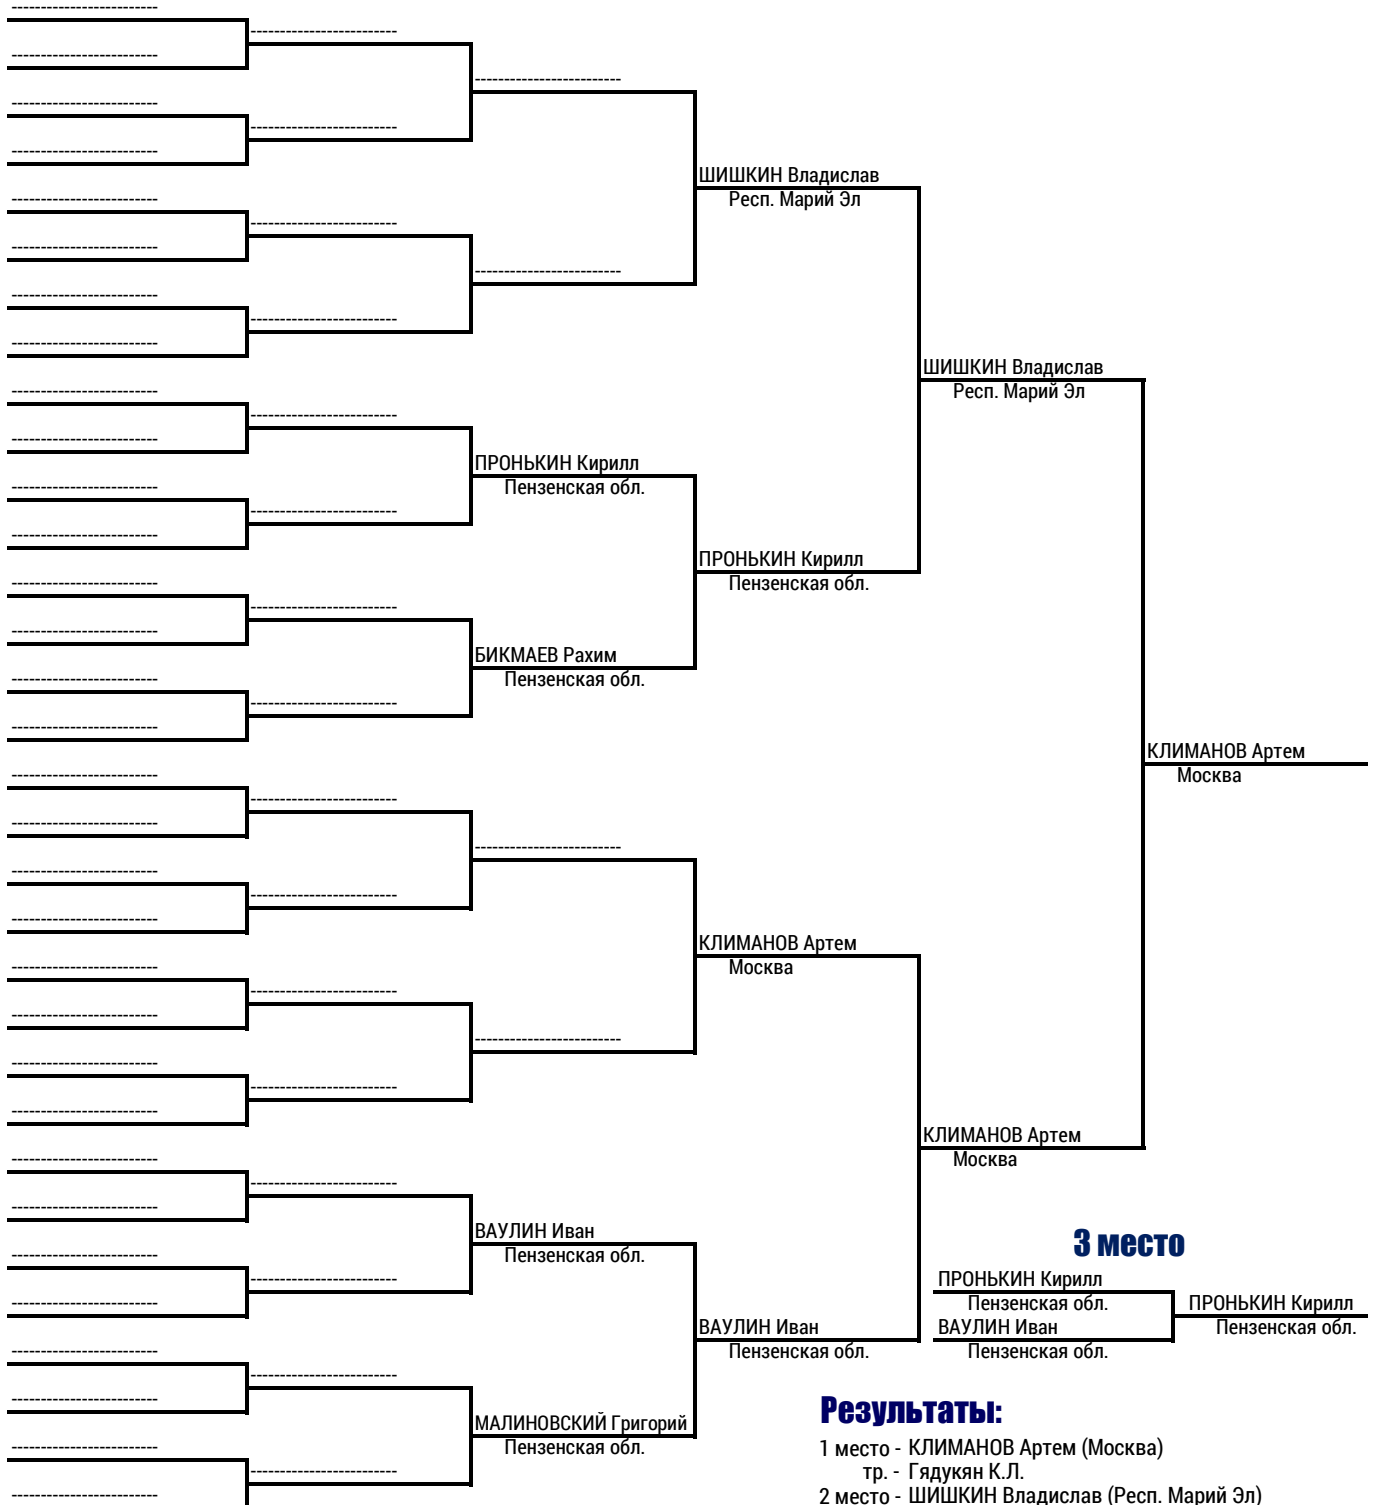 ШИШКИН Владислав
Респ. Марий Эл
ШИШКИН Владислав
Респ. Марий Эл
ПРОНЬКИН Кирилл
Пензенская обл.
ПРОНЬКИН Кирилл
Пензенская обл.
БИКМАЕВ Рахим
Пензенская обл.
КЛИМАНОВ Артем
Москва
КЛИМАНОВ Артем
Москва
КЛИМАНОВ Артем
Москва
ВАУЛИН Иван
Пензенская обл.
ВАУЛИН Иван
Пензенская обл.
МАЛИНОВСКИЙ Григорий
Пензенская обл.
3 место
ПРОНЬКИН Кирилл
Пензенская обл.
ВАУЛИН Иван
Пензенская обл.
ПРОНЬКИН Кирилл
Пензенская обл.
Результаты:
1 место - КЛИМАНОВ Артем (Москва)
тр. - Гядукян К.Л.
2 место - ШИШКИН Владислав (Респ. Марий Эл)